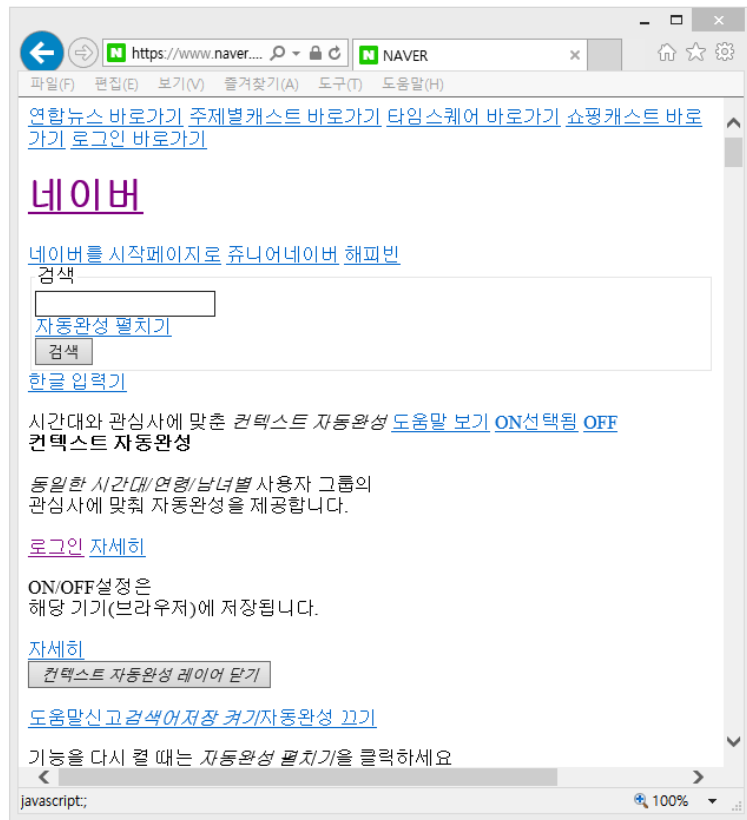 https://www.naver....
NAVER
파일(F) 편집(E) 보기(V) 즐겨찾기(A) 도구(T) 도움말(H)
연합뉴스 바로가기 주제별캐스트 바로가기 타임스퀘어 바로가기 쇼핑캐스트 바로
가기 로그인 바로가기
네이버
네이버를 시작페이지로 쥬니어네이버 해피빈
검색
자동완성 펼치기
검색
한글 입력기
시간대와 관심사에 맞춘 컨텍스트 자동완성 도움말 보기 ON선택됨 OFF
컨텍스트 자동완성
동일한 시간대/연령/남녀별 사용자 그룹의
관심사에 맞춰 자동완성을 제공합니다.
로그인 자세히
ON/OFF설정은
해당 기기(브라우저)에 저장됩니다.
자세히
컨텍스트 자동완성 레이어 닫기
도움말신고검색어저장 켜기자동완성 끄기
기능을 다시 켤 때는 자동완성 펼치기을 클릭하세요
javascript:;
100%